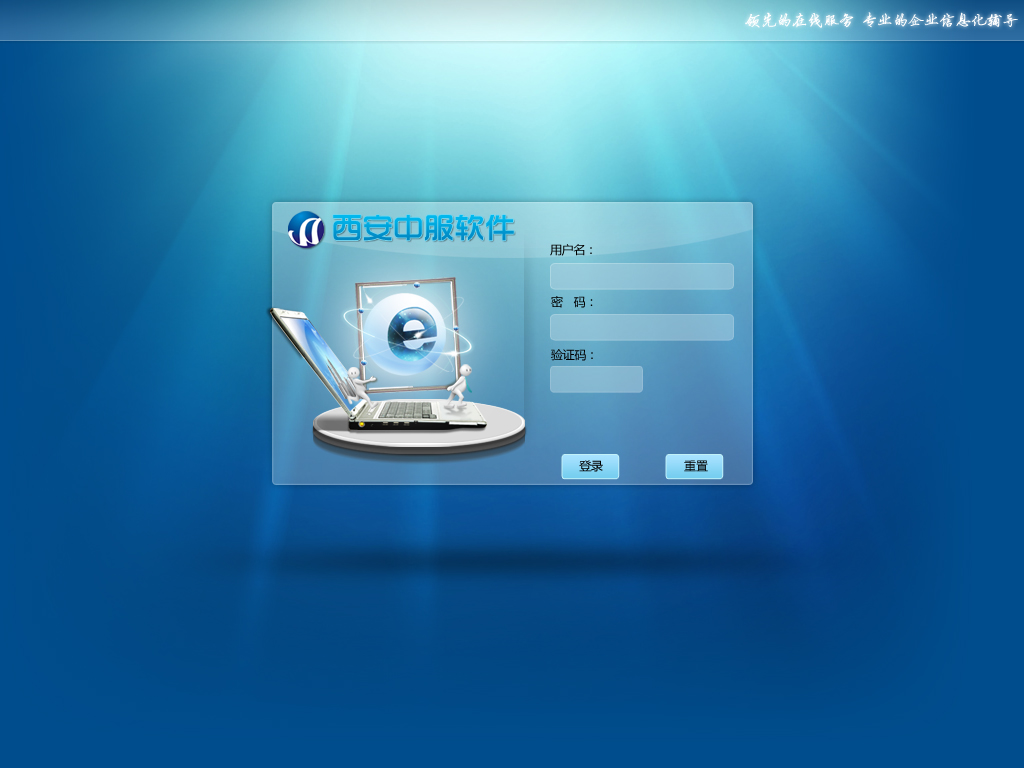 领先的在线服务 专业的企业信息化辅导
西安中服软件
用户名：
密 码：
验证码：
登录
重置